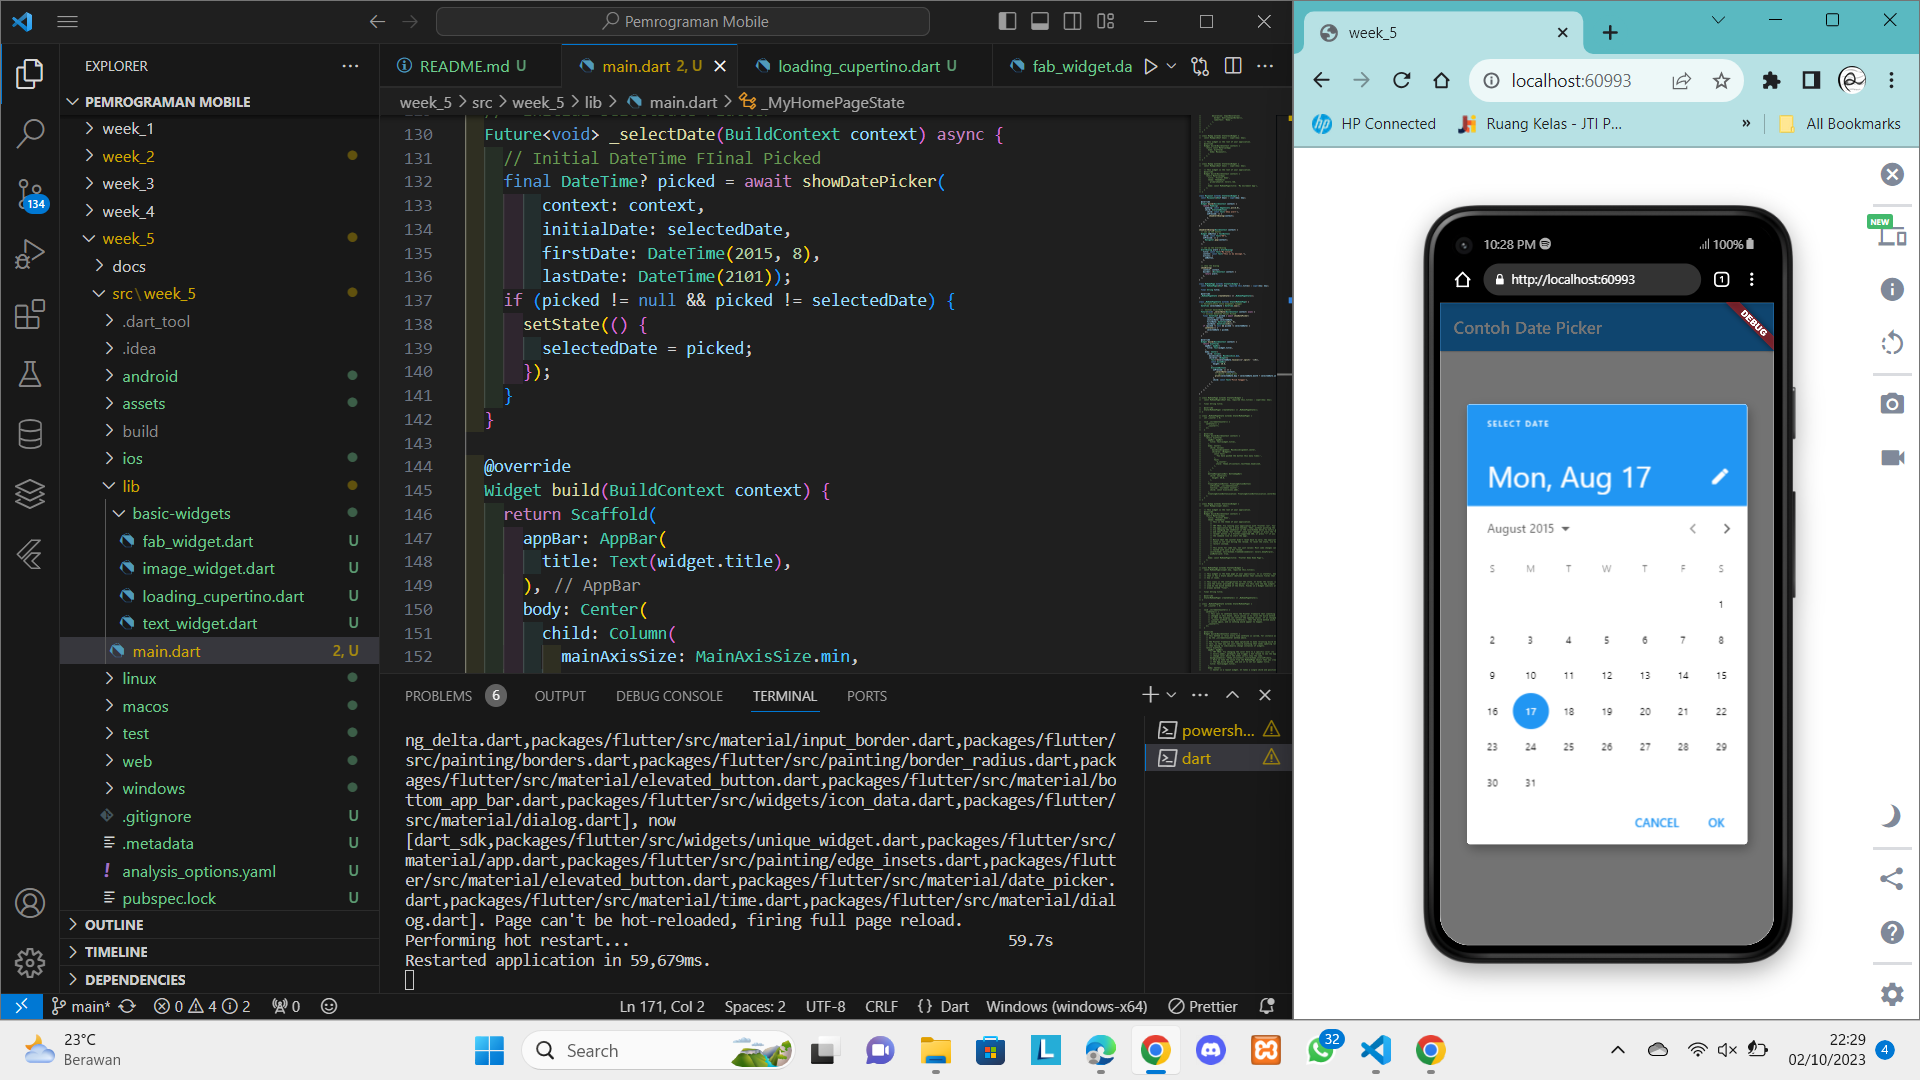 Pemrograman Mobile
EXPLORER
PEMROGRAMAN MOBILE
week_1
week_2
week_3
week_4
week_5
docs
src\week_5
.dart_tool
.idea
android
assets
build
ios
lib
basic-widgets
fab_widget.dart U
image_widget.dart U
loading_cupertino.dart U
text_widget.dart U
main.dart 2, U
linux
macos
test
web
windows
.gitignore U
.metadata U
analysis_options.yaml U
pubspec.lock U
OUTLINE
TIMELINE
DEPENDENCIES
134
README.md U
main.dart 2, U
loading_cupertino.dart U
fab_widget.da
week_5 > src > week_5 > lib > main.dart > _MyHomePageState
130 Future<void> _selectDate(BuildContext context) async {
131 // Initial DateTime FIinal Picked
132 final DateTime? picked = await showDatePicker(
133 context: context,
134 initialDate: selectedDate,
135 firstDate: DateTime(2015, 8),
136 lastDate: DateTime(2101));
137 if (picked != null && picked != selectedDate) {
138 setState(() {
139 selectedDate = picked;
140 });
141 }
142 }
143
144 @override
145 Widget build(BuildContext context) {
146 return Scaffold(
147 appBar: AppBar(
148 title: Text(widget.title),
149 ), // AppBar
150 body: Center(
151 child: Column(
152 mainAxisSize: MainAxisSize.min,
PROBLEMS 6 OUTPUT DEBUG CONSOLE TERMINAL PORTS
ng_delta.dart,packages/flutter/src/material/input_border.dart,packages/flutter/
src/painting/borders.dart,packages/flutter/src/painting/border_radius.dart,pack
ages/flutter/src/material/elevated_button.dart,packages/flutter/src/material/bo
ttom_app_bar.dart,packages/flutter/src/widgets/icon_data.dart,packages/flutter/
src/material/dialog.dart], now
[dart_sdk,packages/flutter/src/widgets/unique_widget.dart,packages/flutter/src/
material/app.dart,packages/flutter/src/painting/edge_insets.dart,packages/flutt
er/src/material/elevated_button.dart,packages/flutter/src/material/date_picker.
dart,packages/flutter/src/material/time.dart,packages/flutter/src/material/dial
og.dart]. Page can't be hot-reloaded, firing full page reload.
Performing hot restart... 59.7s
Restarted application in 59,679ms.
powersh...
dart
main* 0 4 2 0 Ln 171, Col 2 Spaces: 2 UTF-8 CRLF {} Dart Windows (windows-x64) Prettier
week_5
localhost:60993
HP Connected Ruang Kelas - JTI P... » All Bookmarks
NEW
10:28 PM 100%
http://localhost:60993 1
Contoh Date Picker
DEBUG
SELECT DATE
Mon, Aug 17
August 2015
S M T W T F S
1
2 3 4 5 6 7 8
9 10 11 12 13 14 15
16 17 18 19 20 21 22
23 24 25 26 27 28 29
30 31
CANCEL OK
23°C
Berawan
Search
32
22:29
02/10/2023
4